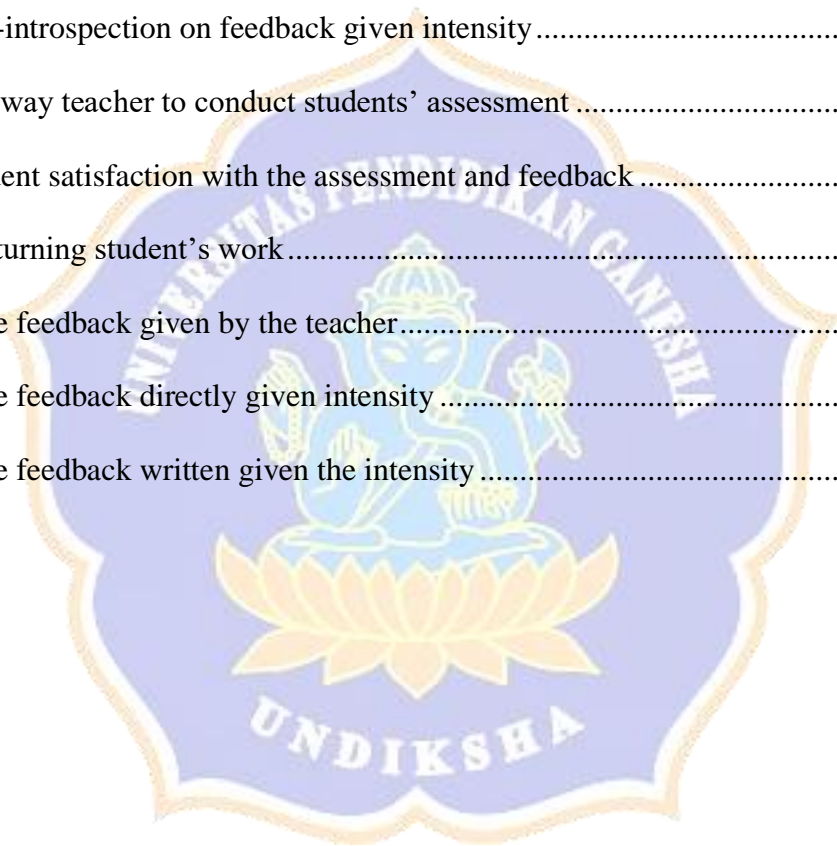 -introspection on feedback given intensity.......................................
way teacher to conduct students' assessment..................................
dent satisfaction with the assessment and feedback..........................
turning student's work.......................................................................
e feedback given by the teacher.........................................................
e feedback directly given intensity....................................................
e feedback written given the intensity...............................................
UNIVERSITAS PENDIDIKAN GANESHA
UNDIKSHA